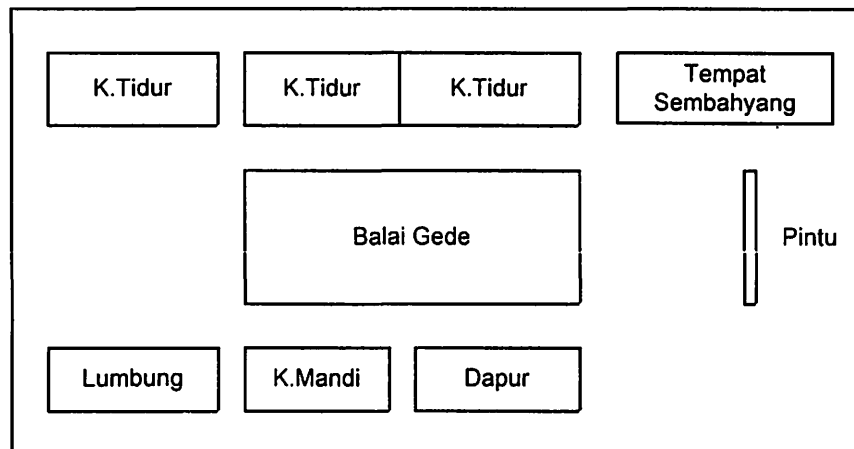 K.Tidur
K.Tidur
K.Tidur
Tempat
Sembahyang
Balai Gede
Pintu
Lumbung
K.Mandi
Dapur